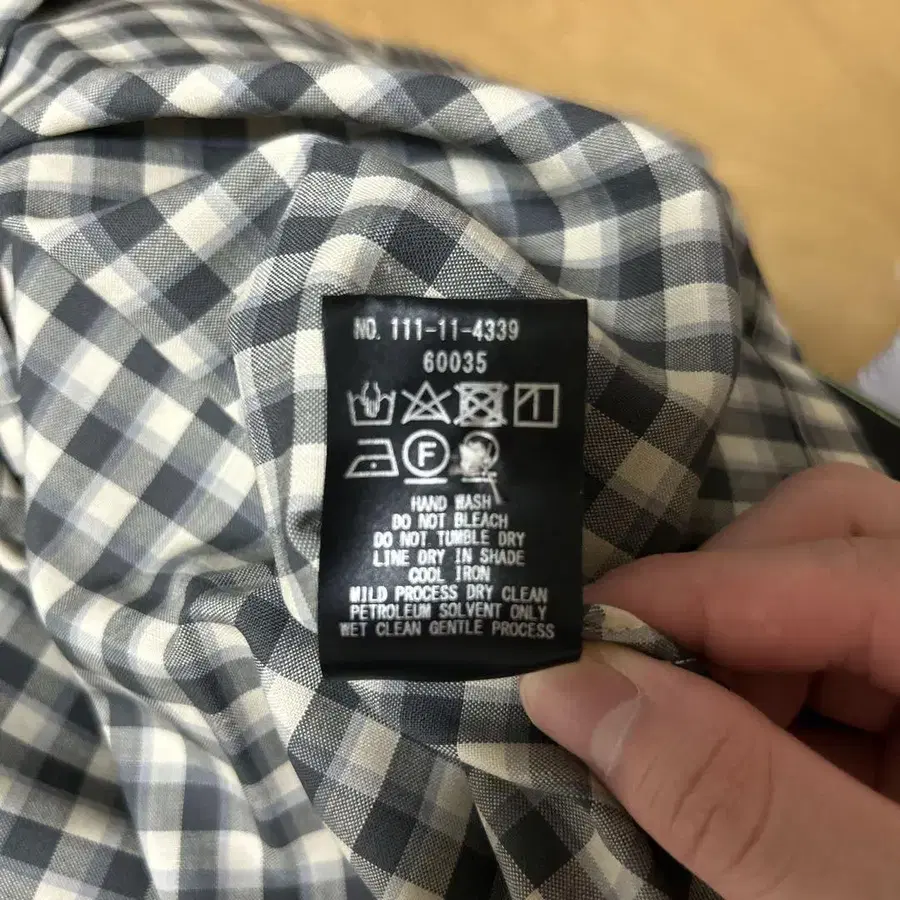 NO. 111-11-4339
60035
F
HAND WASH
DO NOT BLEACH
DO NOT TUMBLE DRY
LINE DRY IN SHADE
COOL IRON
MILD PROCESS DRY CLEAN
PETROLEUM SOLVENT ONLY
WET CLEAN GENTLE PROCESS